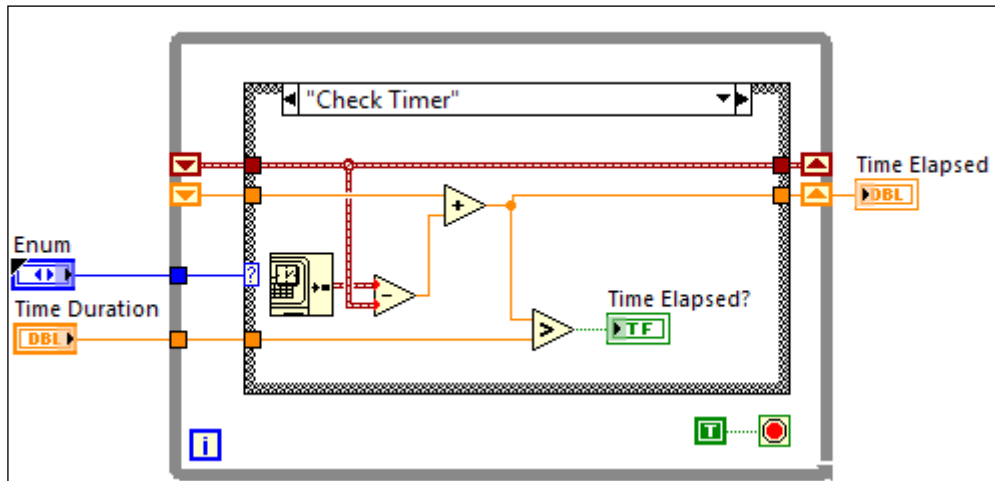 "Check Timer"
Time Elapsed
DBL
Enum
?
+
Time Duration
DBL
+=
-
>
Time Elapsed?
TF
i
T